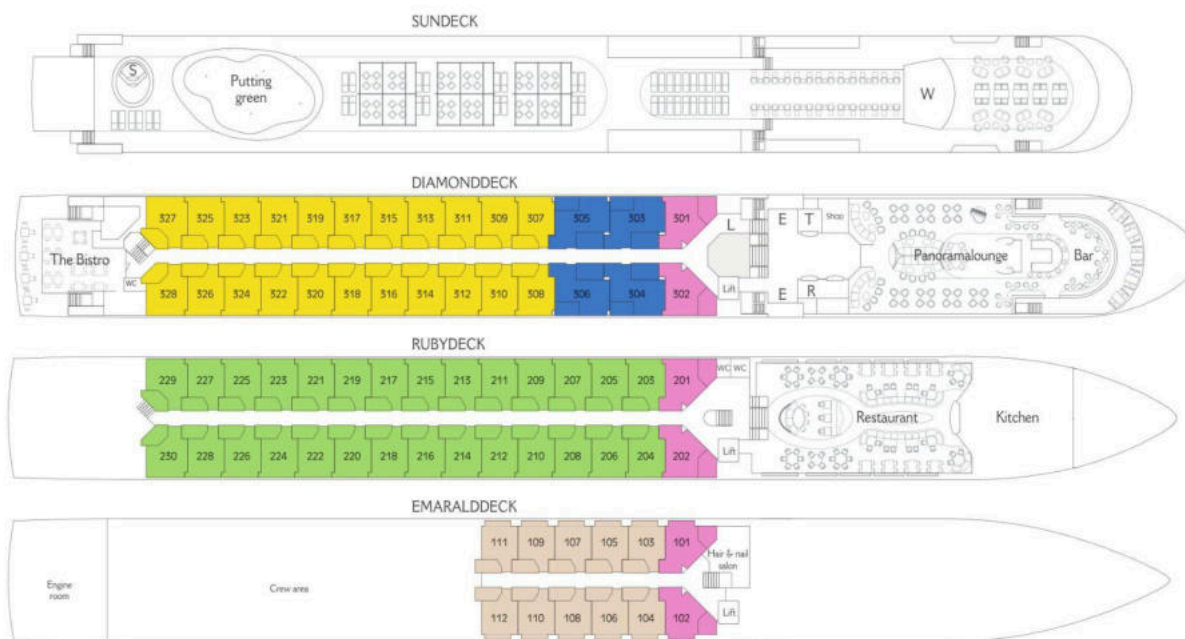 SUNDECK
S
Putting
green
W
DIAMONDDECK
327 325 323 321 319 317 315 313 311 309 307 305 303 301
L
E T Shop
The Bistro
WC
Panoramalounge
Bar
328 326 324 322 320 318 316 314 312 310 308 306 304 302
Lift
E R
RUBYDECK
229 227 225 223 221 219 217 215 213 211 209 207 205 203 201
WC WC
Restaurant
Kitchen
230 228 226 224 222 220 218 216 214 212 210 208 206 204 202
Lift
EMARALDDECK
111 109 107 105 103 101
Hair & nail
salon
Engine
room
Crew area
112 110 108 106 104 102
Lift